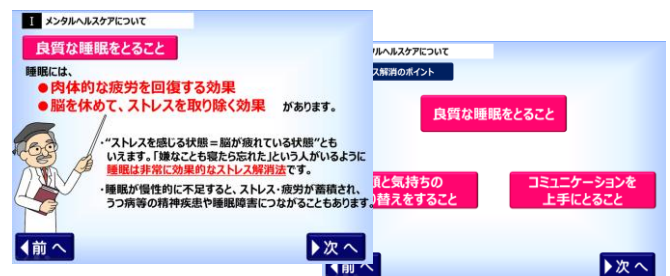 I メンタルヘルスケアについて
良質な睡眠をとること
睡眠には、
●肉体的な疲労を回復する効果
●脳を休めて、ストレスを取り除く効果 があります。
・“ストレスを感じる状態＝脳が疲れている状態”とも
いえます。「嫌なことも寝たら忘れた」という人がいるように
睡眠は非常に効果的なストレス解消法です。
・睡眠が慢性的に不足すると、ストレス・疲労が蓄積され、
うつ病等の精神疾患や睡眠障害につながることもあります。
前へ
次へ
ルヘルスケアについて
ス解消のポイント
良質な睡眠をとること
と気持ちの
替えをすること
コミュニケーションを
上手にとること
前へ
次へ